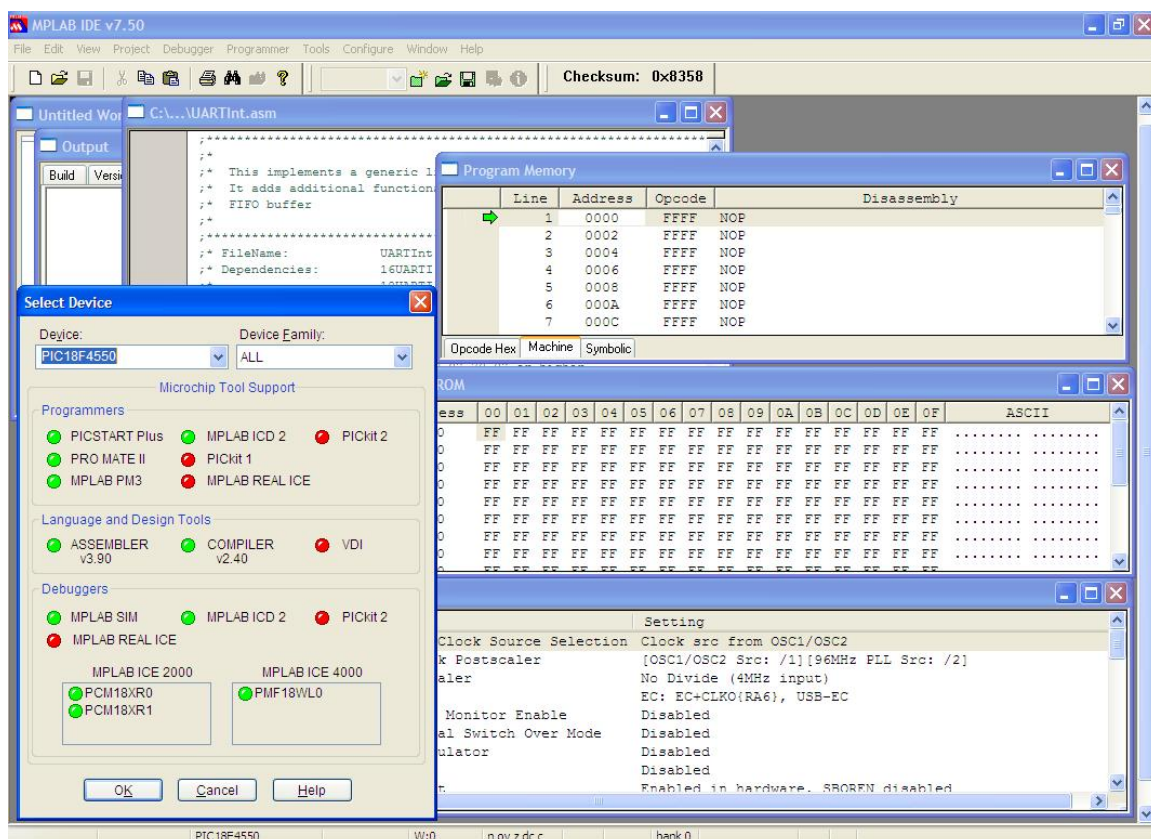 MPLAB IDE v7.50
File Edit View Project Debugger Programmer Tools Configure Window Help
Checksum: 0x8358
Untitled Wor
C:\...\UARTInt.asm
Output
Build Versi
;*
;* This implements a generic li
;* It adds additional function
;* FIFO buffer
;*
;* FileName: UARTInt
;* Dependencies: 16UARTI
Program Memory
Line Address Opcode Disassembly
1 0000 FFFF NOP
2 0002 FFFF NOP
3 0004 FFFF NOP
4 0006 FFFF NOP
5 0008 FFFF NOP
6 000A FFFF NOP
7 000C FFFF NOP
Opcode Hex Machine Symbolic
Select Device
Device: Device Family:
PIC18F4550 ALL
Microchip Tool Support
Programmers
PICSTART Plus MPLAB ICD 2 PICkit 2
PRO MATE II PICkit 1
MPLAB PM3 MPLAB REAL ICE
Language and Design Tools
ASSEMBLER COMPILER VDI
v3.90 v2.40
Debuggers
MPLAB SIM MPLAB ICD 2 PICkit 2
MPLAB REAL ICE
MPLAB ICE 2000 MPLAB ICE 4000
PCM18XR0 PMF18WL0
PCM18XR1
OK Cancel Help
ROM
ess 00 01 02 03 04 05 06 07 08 09 0A 0B 0C 0D 0E 0F ASCII
0 FF FF FF FF FF FF FF FF FF FF FF FF FF FF FF FF ........ ........
0 FF FF FF FF FF FF FF FF FF FF FF FF FF FF FF FF ........ ........
0 FF FF FF FF FF FF FF FF FF FF FF FF FF FF FF FF ........ ........
0 FF FF FF FF FF FF FF FF FF FF FF FF FF FF FF FF ........ ........
0 FF FF FF FF FF FF FF FF FF FF FF FF FF FF FF FF ........ ........
0 FF FF FF FF FF FF FF FF FF FF FF FF FF FF FF FF ........ ........
0 FF FF FF FF FF FF FF FF FF FF FF FF FF FF FF FF ........ ........
0 FF FF FF FF FF FF FF FF FF FF FF FF FF FF FF FF ........ ........
Setting
Clock Source Selection Clock src from OSC1/OSC2
k Postscaler [OSC1/OSC2 Src: /1][96MHz PLL Src: /2]
aler No Divide (4MHz input)
EC: EC+CLKO{RA6}, USB-EC
Monitor Enable Disabled
al Switch Over Mode Disabled
ulator Disabled
Disabled
t Enabled in hardware, SBOREN disabled
PIC18F4550 W:0 n ov z dc c bank 0